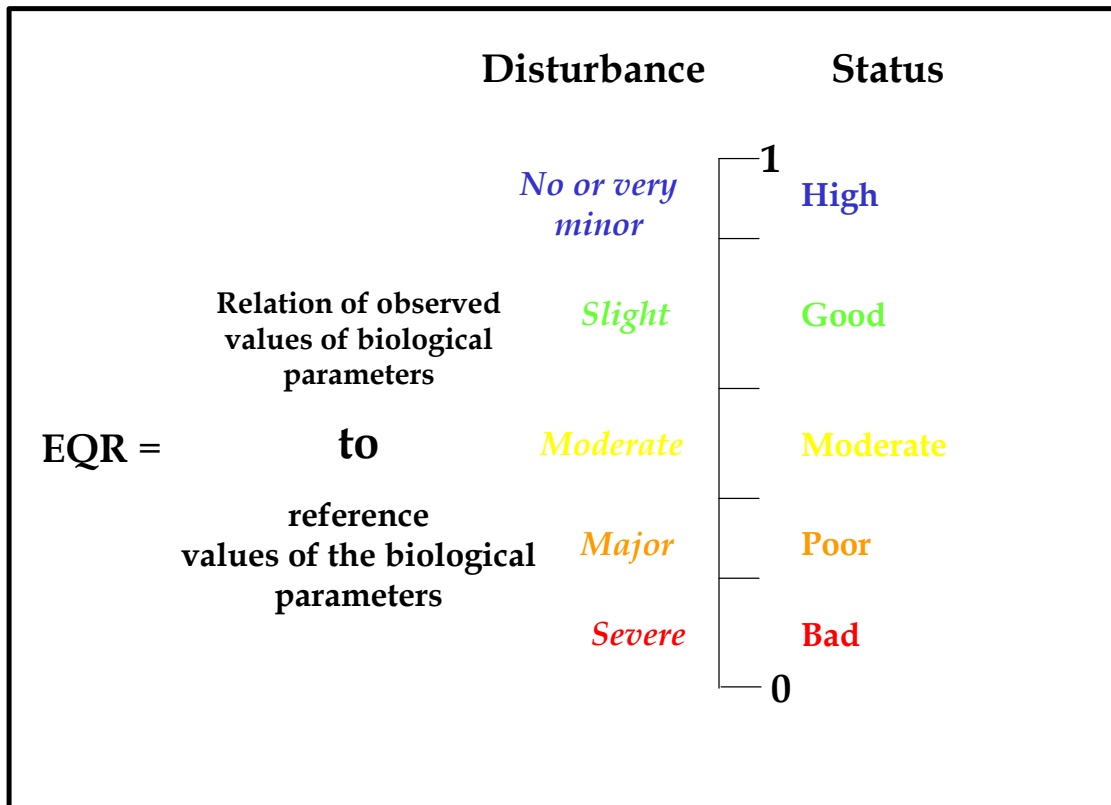 Disturbance Status
1
No or very
minor
High
Relation of observed
values of biological
parameters
Slight
Good
EQR =
to
Moderate
Moderate
reference
values of the biological
parameters
Major
Poor
Severe
Bad
0